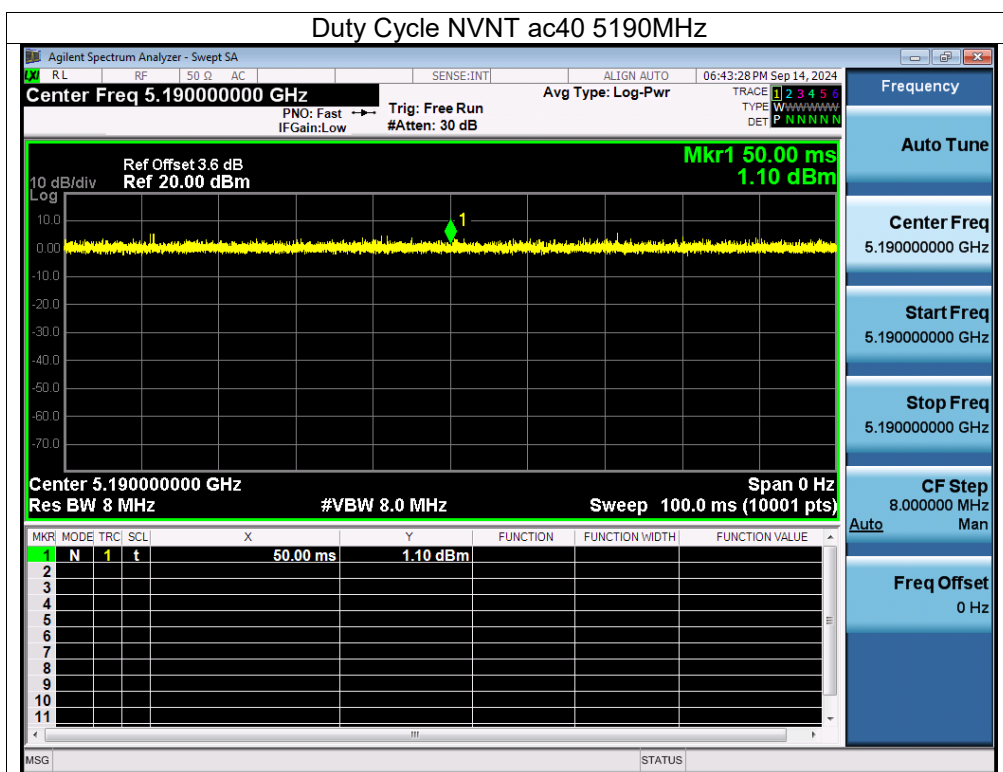 Duty Cycle NVNT ac40 5190MHz
Agilent Spectrum Analyzer - Swept SA
LXI RL RF 50 Ω AC SENSE:INT ALIGN AUTO 06:43:28 PM Sep 14, 2024
Center Freq 5.190000000 GHz Avg Type: Log-Pwr TRACE 1 2 3 4 5 6
PNO: Fast Trig: Free Run TYPE WWWWWW
IFGain:Low #Atten: 30 dB DET P N N N N N
Mkr1 50.00 ms
1.10 dBm
Ref Offset 3.6 dB
10 dB/div Ref 20.00 dBm
Log
10.0
0.00
-10.0
-20.0
-30.0
-40.0
-50.0
-60.0
-70.0
1
Center 5.190000000 GHz Span 0 Hz
Res BW 8 MHz #VBW 8.0 MHz Sweep 100.0 ms (10001 pts)
MKR MODE TRC SCL X Y FUNCTION FUNCTION WIDTH FUNCTION VALUE
1 N 1 t 50.00 ms 1.10 dBm
2
3
4
5
6
7
8
9
10
11
MSG STATUS
Frequency
Auto Tune
Center Freq
5.190000000 GHz
Start Freq
5.190000000 GHz
Stop Freq
5.190000000 GHz
CF Step
8.000000 MHz
Auto Man
Freq Offset
0 Hz